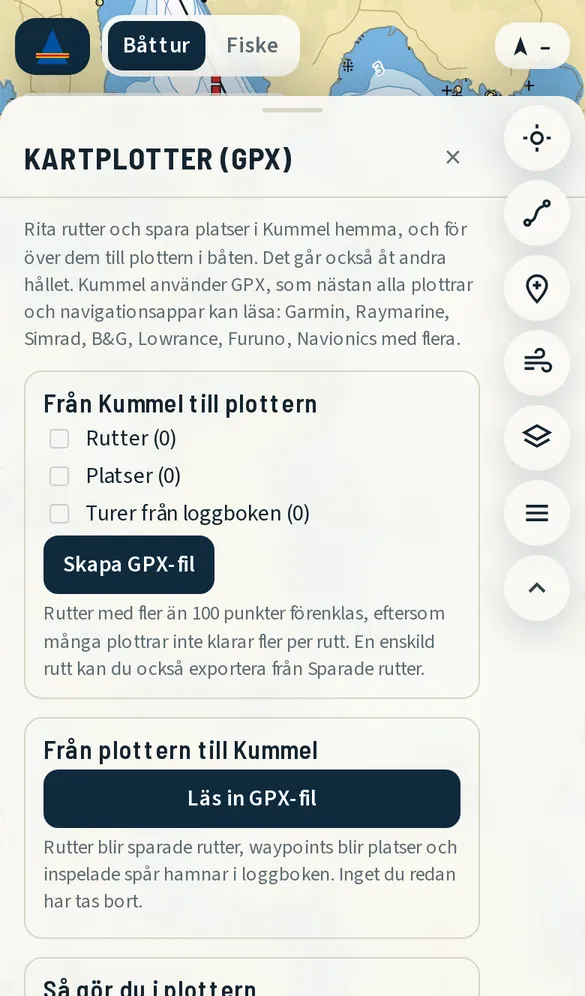 Båttur
Fiske
–
3
KARTPLOTTER (GPX)
×
Rita rutter och spara platser i Kummel hemma, och för
över dem till plottern i båten. Det går också åt andra
hållet. Kummel använder GPX, som nästan alla plottrar
och navigationsappar kan läsa: Garmin, Raymarine,
Simrad, B&G, Lowrance, Furuno, Navionics med flera.
Från Kummel till plottern
Rutter (0)
Platser (0)
Turer från loggboken (0)
Skapa GPX-fil
Rutter med fler än 100 punkter förenklas, eftersom
många plottrar inte klarar fler per rutt. En enskild
rutt kan du också exportera från Sparade rutter.
Från plottern till Kummel
Läs in GPX-fil
Rutter blir sparade rutter, waypoints blir platser och
inspelade spår hamnar i loggboken. Inget du redan
har tas bort.
Så gör du i plottern